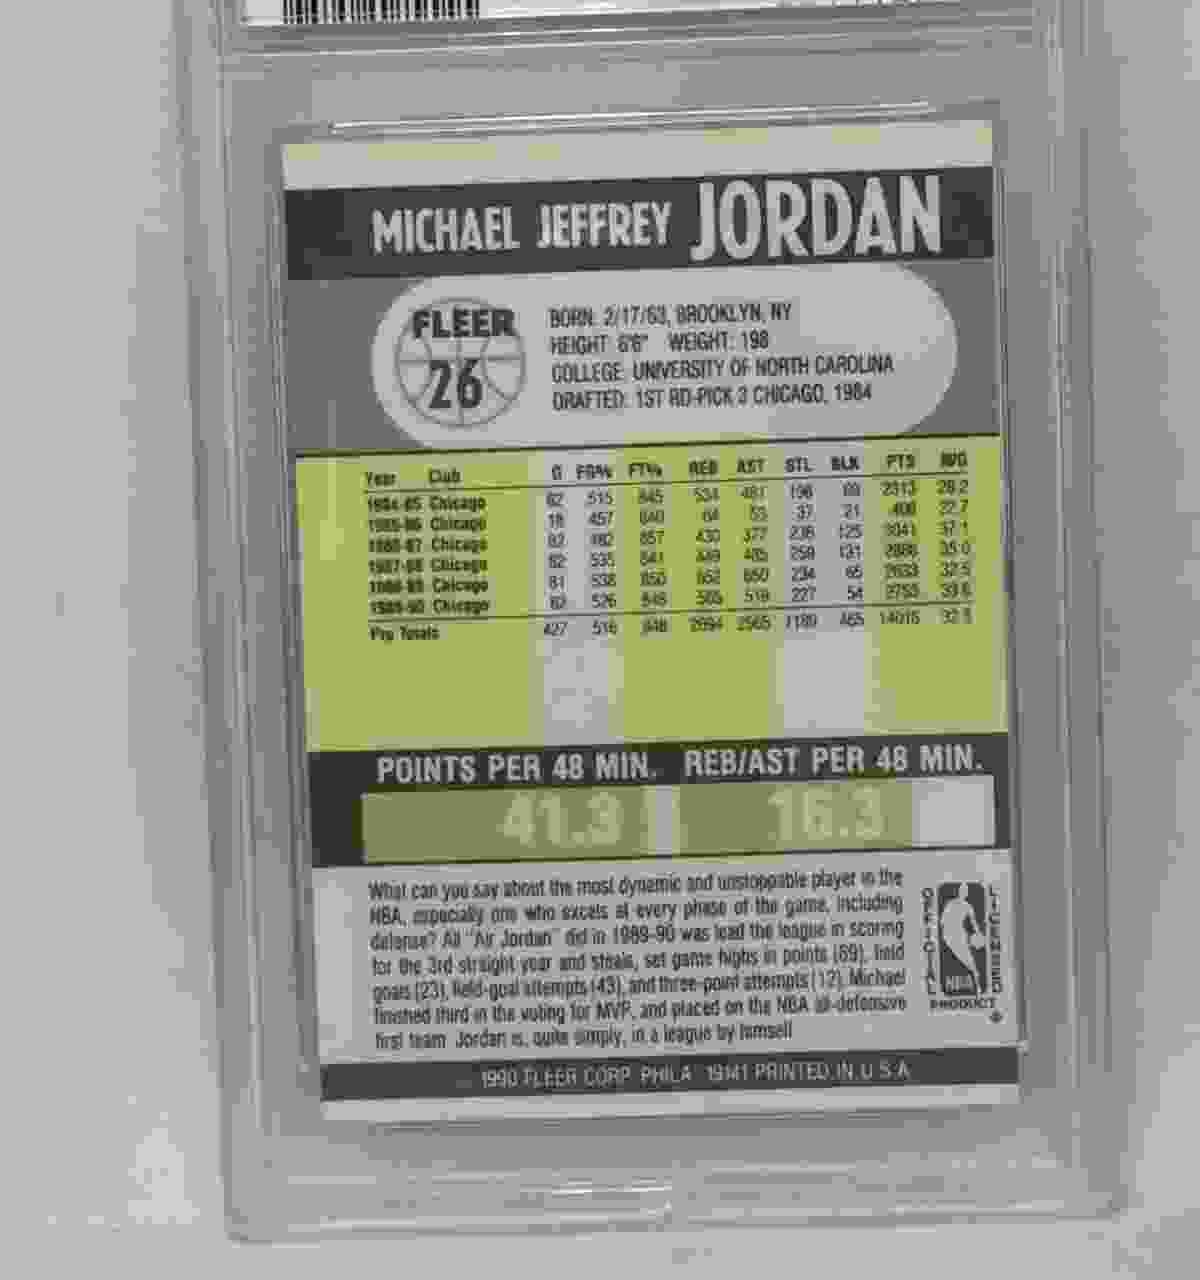 MICHAEL JEFFREY JORDAN
FLEER
26
BORN: 2/17/63, BROOKLYN, NY
HEIGHT: 6'6" WEIGHT: 198
COLLEGE: UNIVERSITY OF NORTH CAROLINA
DRAFTED: 1ST RD-PICK 3 CHICAGO, 1984
Year Club G FG% FT% REB AST STL BLK PTS AVG
1984-85 Chicago 82 .515 .845 534 481 196 69 2313 28.2
1985-86 Chicago 18 .457 .840 64 53 37 21 408 22.7
1986-87 Chicago 82 .482 .857 430 377 236 125 3041 37.1
1987-88 Chicago 82 .535 .841 449 485 259 131 2868 35.0
1988-89 Chicago 81 .538 .850 652 650 234 65 2633 32.5
1989-90 Chicago 82 .526 .848 565 519 227 54 2753 33.6
Pro Totals 427 .516 .848 2694 2565 1189 465 14016 32.8
POINTS PER 48 MIN. REB/AST PER 48 MIN.
41.3 16.3
What can you say about the most dynamic and unstoppable player in the
NBA, especially one who excels at every phase of the game, including
defense? All "Air Jordan" did in 1989-90 was lead the league in scoring
for the 3rd straight year and steals, set game highs in points (69), field
goals (23), field-goal attempts (43), and three-point attempts (12). Michael
finished third in the voting for MVP, and placed on the NBA all-defensive
first team. Jordan is, quite simply, in a league by himself.
OFFICIAL LICENSED
NBA
PRODUCT
®
1990 FLEER CORP. PHILA. 19141 PRINTED IN U.S.A.